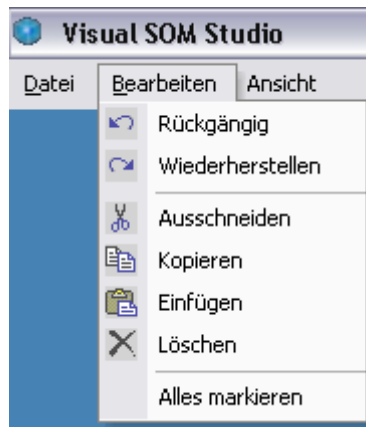 Visual SOM Studio
Datei Bearbeiten Ansicht
Rückgängig
Wiederherstellen
Ausschneiden
Kopieren
Einfügen
Löschen
Alles markieren